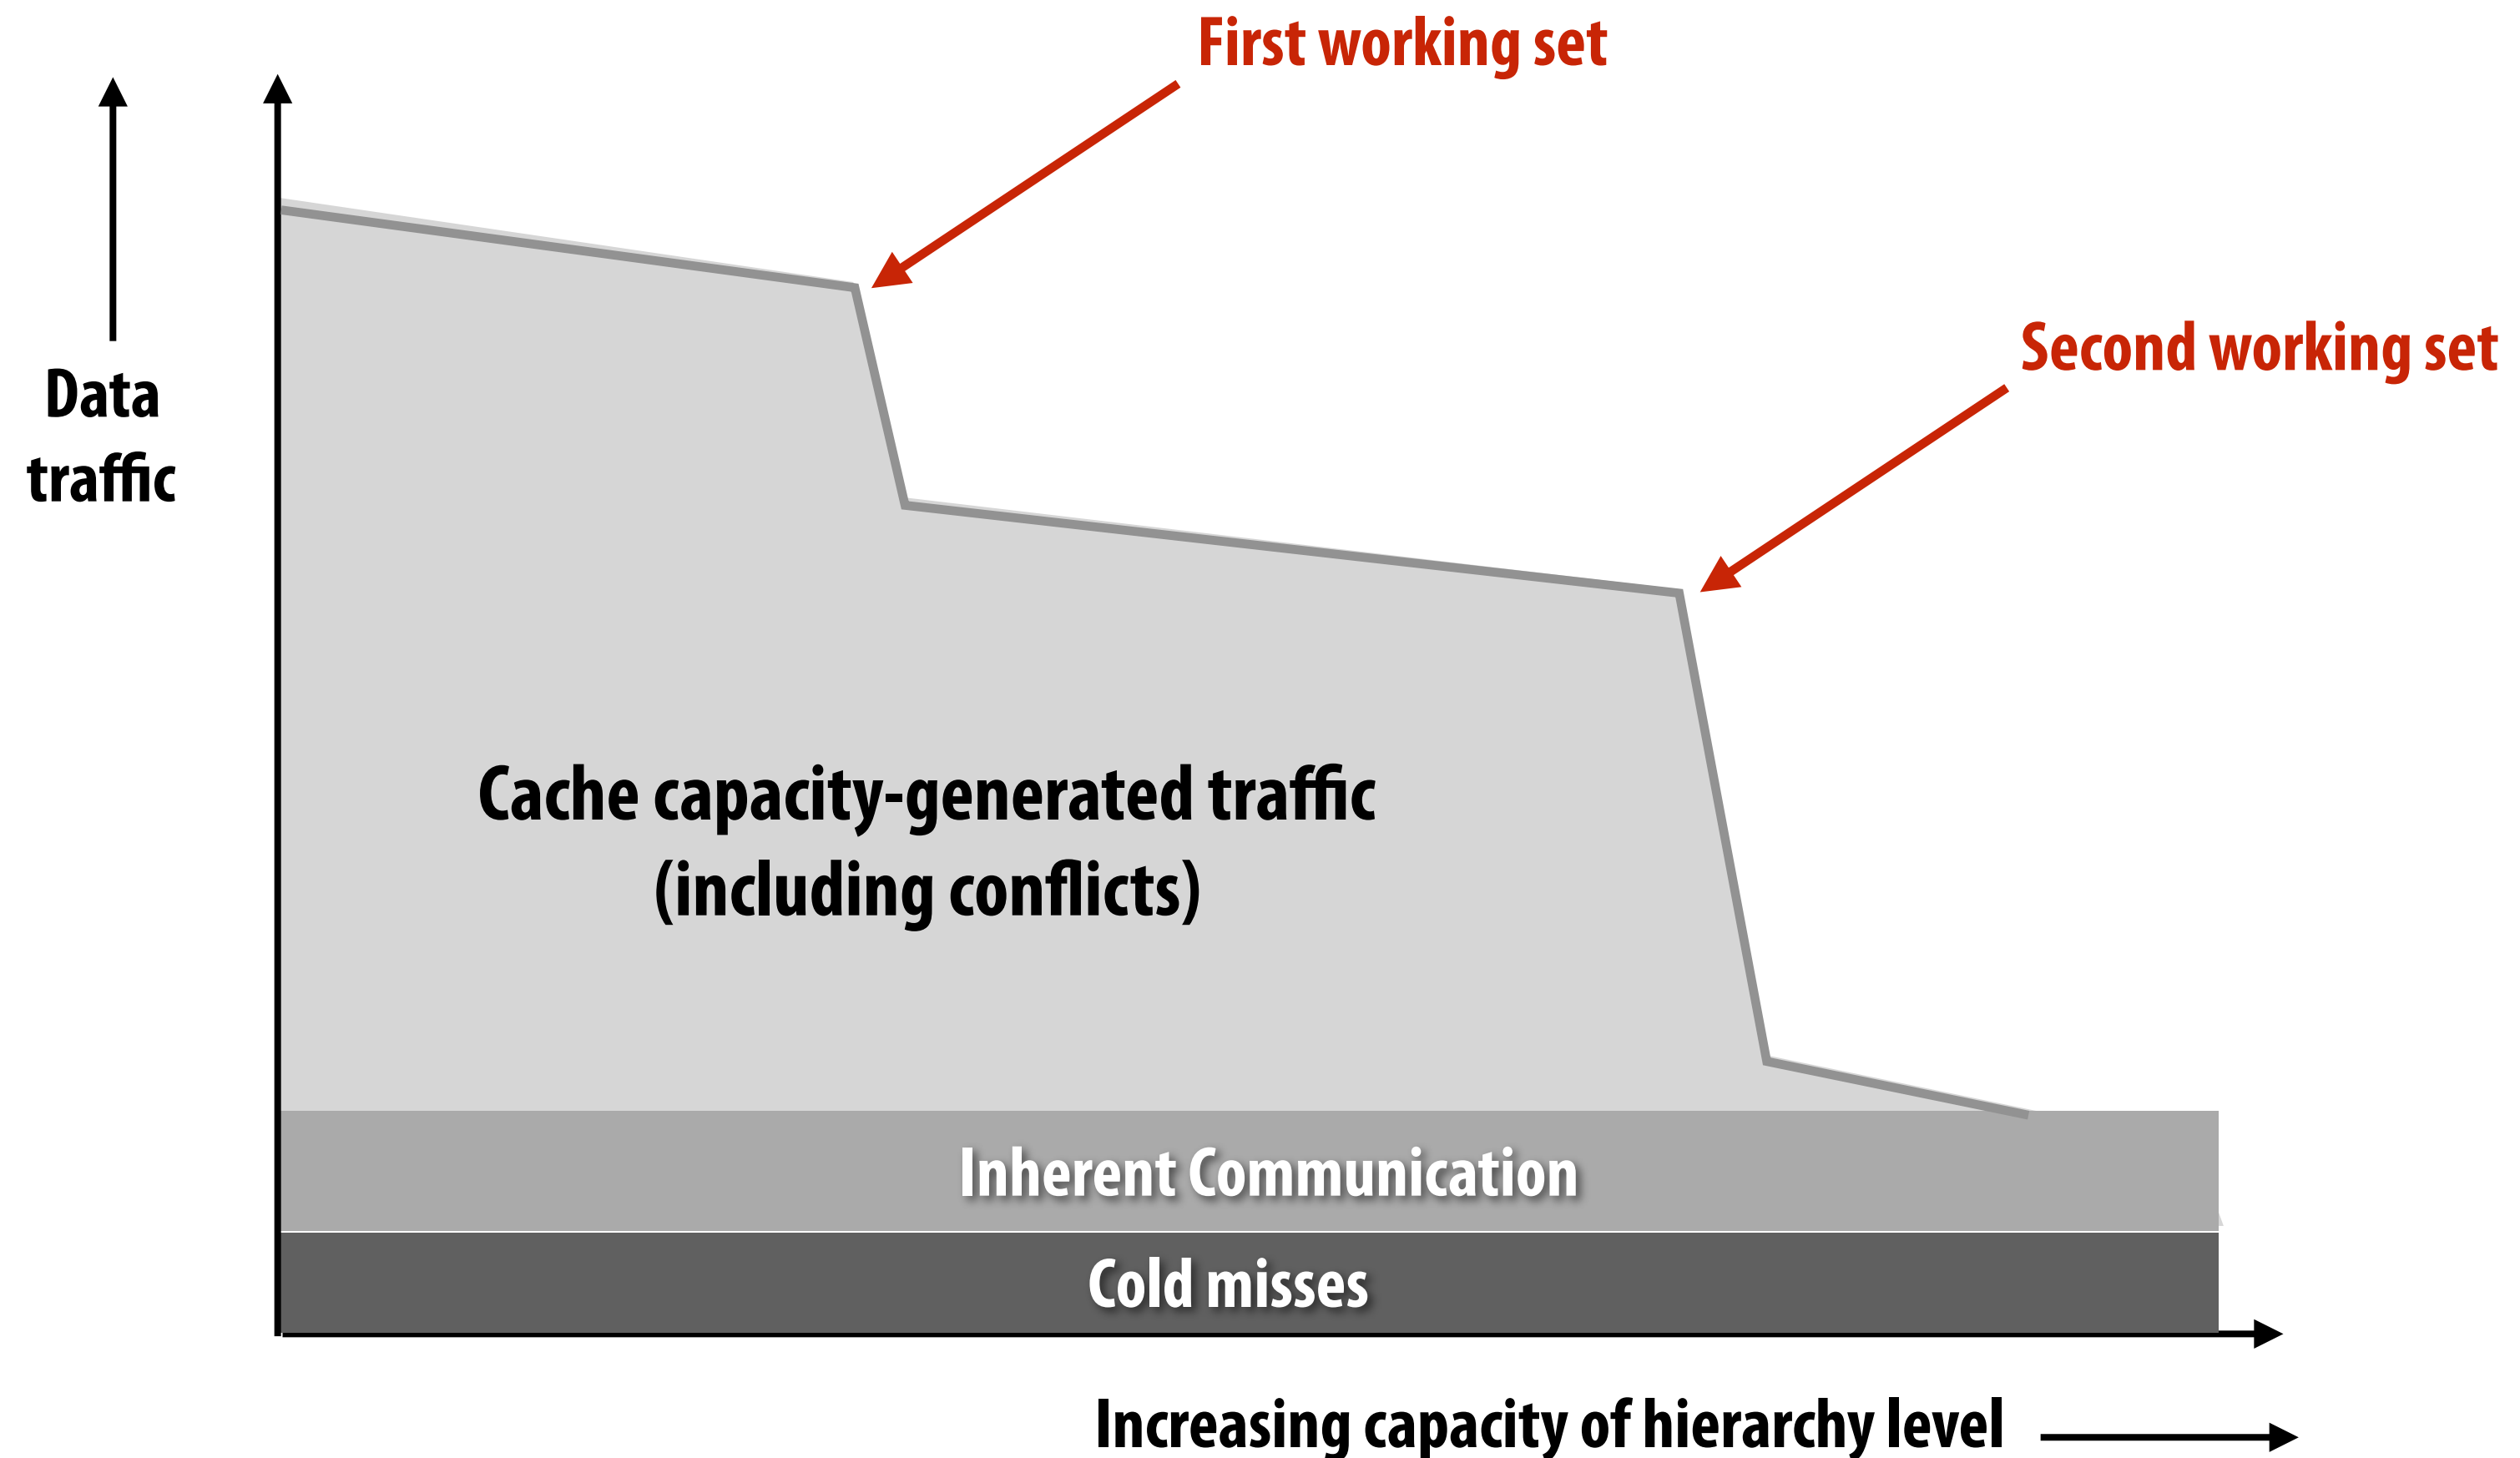 First working set
Second working set
Data
traffic
Cache capacity-generated traffic
(including conflicts)
Inherent Communication
Cold misses
Increasing capacity of hierarchy level